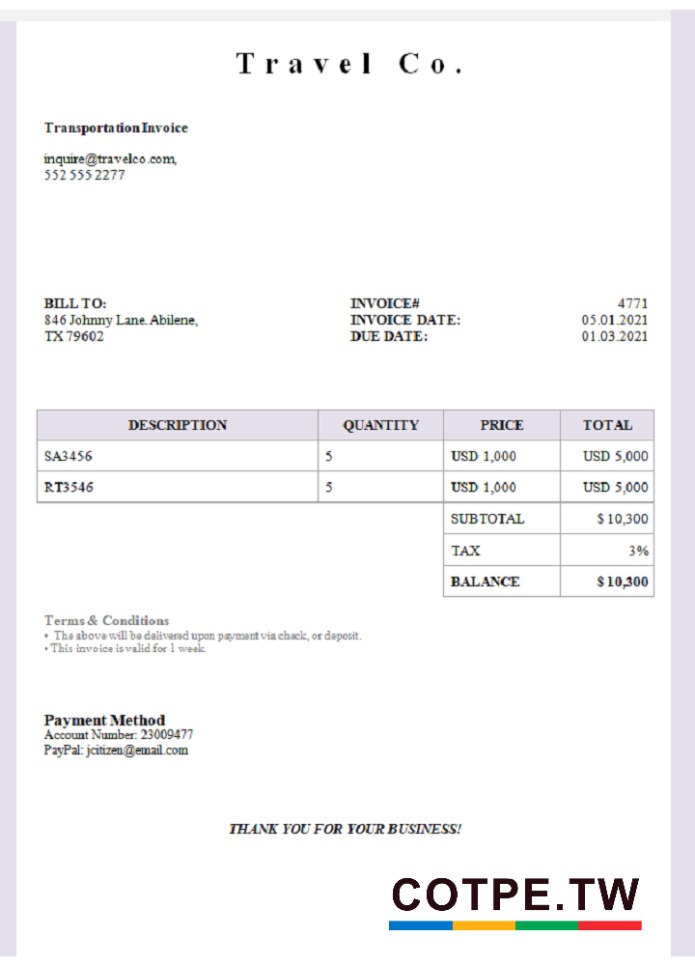 Travel Co.
Transportation Invoice
inquire@travelco.com,
552 555 2277
BILL TO:
846 Johnny Lane. Abilene,
TX 79602
INVOICE# 4771
INVOICE DATE: 05.01.2021
DUE DATE: 01.03.2021
DESCRIPTION QUANTITY PRICE TOTAL
SA3456 5 USD 1,000 USD 5,000
RT3546 5 USD 1,000 USD 5,000
SUBTOTAL $ 10,300
TAX 3%
BALANCE $ 10,300
Terms & Conditions
• The above will be delivered upon payment via check, or deposit.
• This invoice is valid for 1 week.
Payment Method
Account Number: 23009477
PayPal: jcitizen@email.com
THANK YOU FOR YOUR BUSINESS!
COTPE.TW